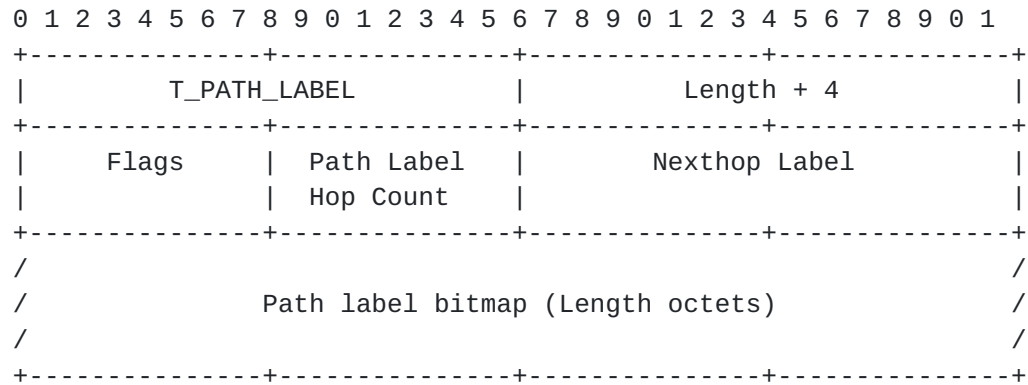 0 1 2 3 4 5 6 7 8 9 0 1 2 3 4 5 6 7 8 9 0 1 2 3 4 5 6 7 8 9 0 1
+---------------+---------------+---------------+---------------+
|         T_PATH_LABEL          |          Length + 4           |
+---------------+---------------+---------------+---------------+
|     Flags     |  Path Label   |        Nexthop Label          |
|               |  Hop Count    |                               |
+---------------+---------------+---------------+---------------+
/                                                               /
/               Path label bitmap (Length octets)               /
/                                                               /
+---------------+---------------+---------------+---------------+